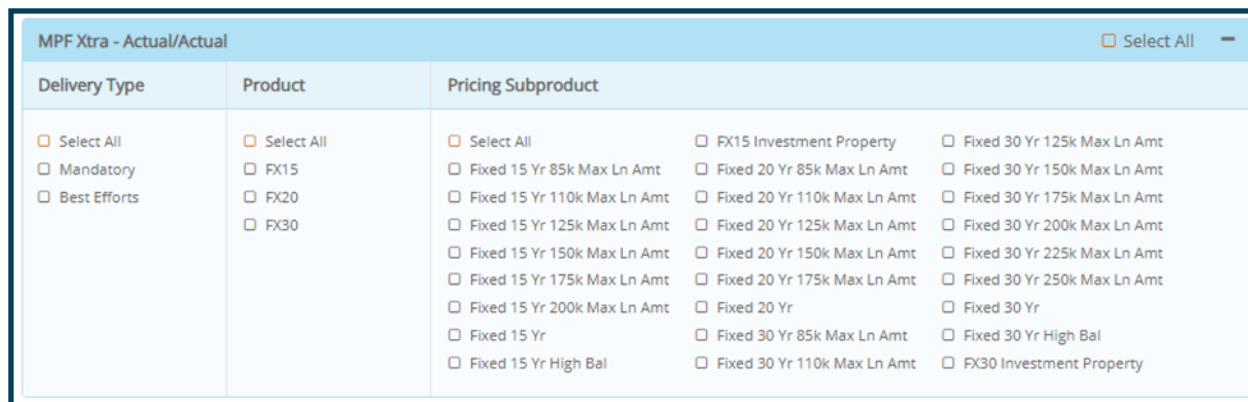 MPF Xtra - Actual/Actual Select All
Delivery Type Product Pricing Subproduct
Select All Select All Select All FX15 Investment Property Fixed 30 Yr 125k Max Ln Amt
Mandatory FX15 Fixed 15 Yr 85k Max Ln Amt Fixed 20 Yr 85k Max Ln Amt Fixed 30 Yr 150k Max Ln Amt
Best Efforts FX20 Fixed 15 Yr 110k Max Ln Amt Fixed 20 Yr 110k Max Ln Amt Fixed 30 Yr 175k Max Ln Amt
FX30 Fixed 15 Yr 125k Max Ln Amt Fixed 20 Yr 125k Max Ln Amt Fixed 30 Yr 200k Max Ln Amt
Fixed 15 Yr 150k Max Ln Amt Fixed 20 Yr 150k Max Ln Amt Fixed 30 Yr 225k Max Ln Amt
Fixed 15 Yr 175k Max Ln Amt Fixed 20 Yr 175k Max Ln Amt Fixed 30 Yr 250k Max Ln Amt
Fixed 15 Yr 200k Max Ln Amt Fixed 20 Yr Fixed 30 Yr
Fixed 15 Yr Fixed 30 Yr 85k Max Ln Amt Fixed 30 Yr High Bal
Fixed 15 Yr High Bal Fixed 30 Yr 110k Max Ln Amt FX30 Investment Property